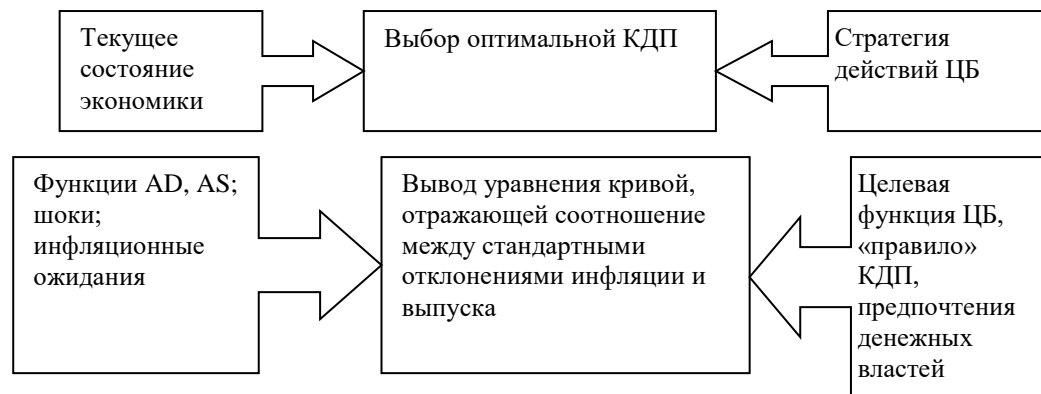 Текущее
состояние
экономики
Выбор оптимальной КДП
Стратегия
действий ЦБ
Функции AD, AS;
шоки;
инфляционные
ожидания
Вывод уравнения кривой,
отражающей соотношение
между стандартными
отклонениями инфляции и
выпуска
Целевая
функция ЦБ,
«правило»
КДП,
предпочтения
денежных
властей